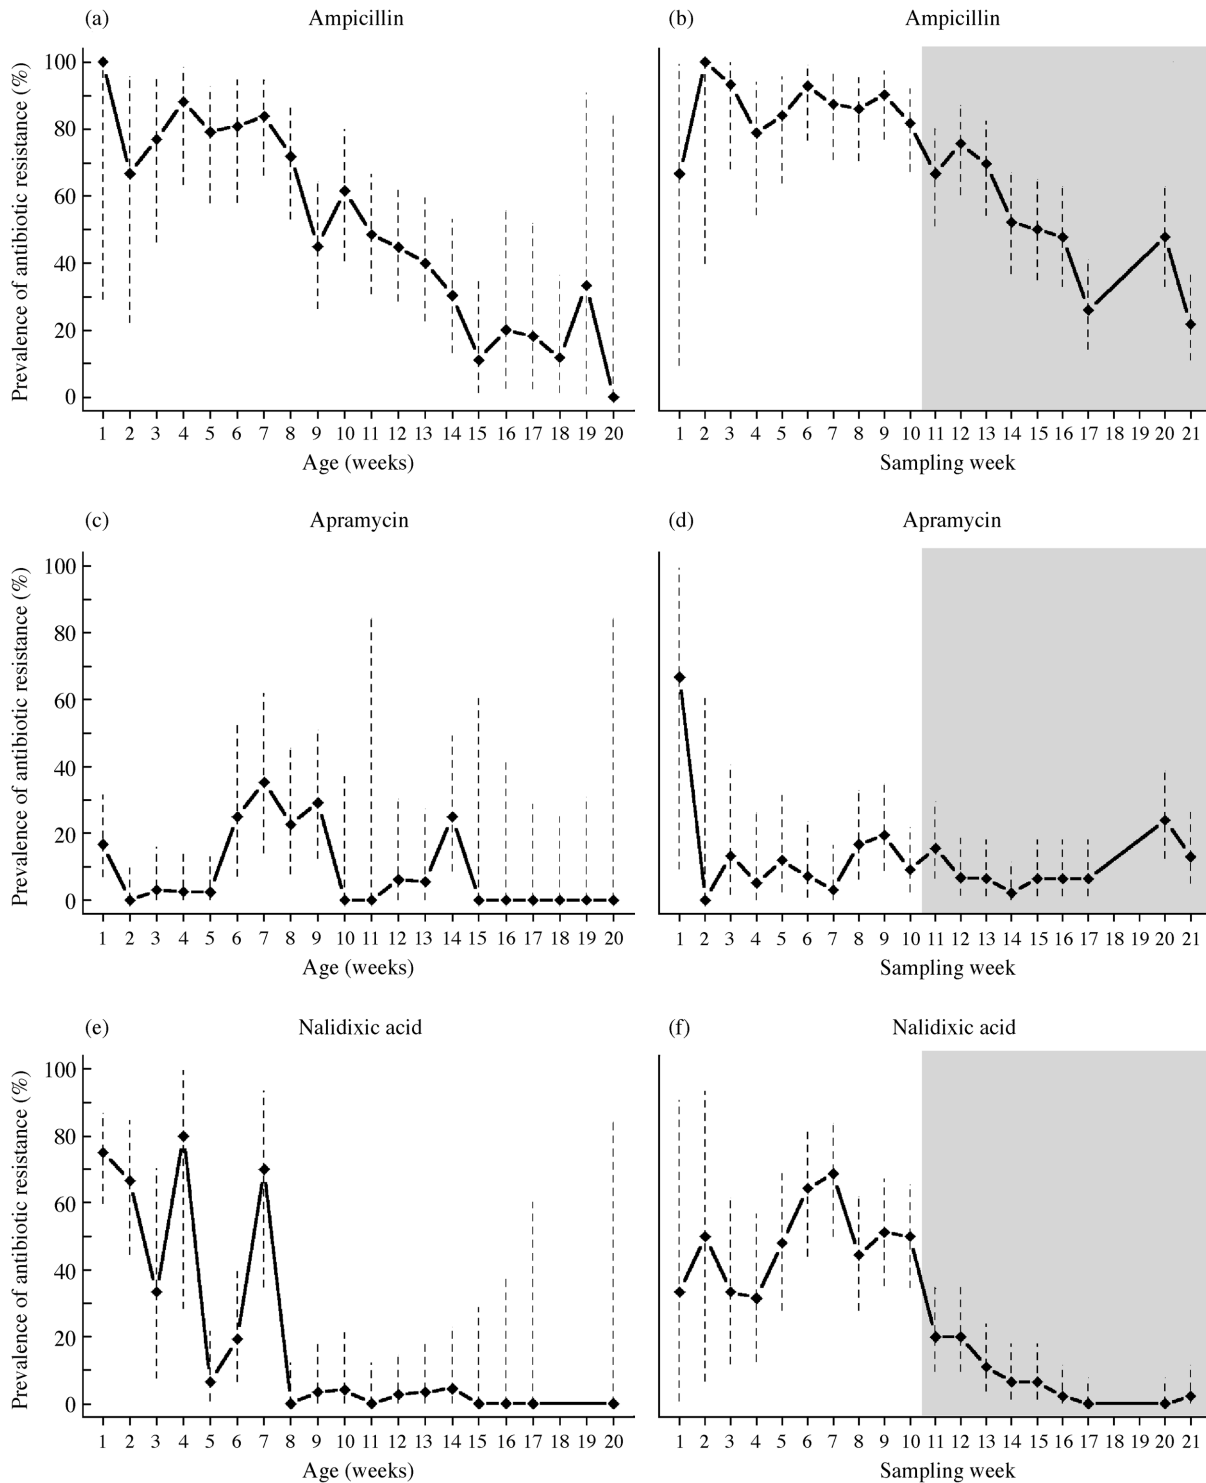 (a) Ampicillin (b) Ampicillin
Prevalence of antibiotic resistance (%)
100
80
60
40
20
0
1 2 3 4 5 6 7 8 9 10 11 12 13 14 15 16 17 18 19 20
Age (weeks)
1 2 3 4 5 6 7 8 9 10 11 12 13 14 15 16 17 18 19 20 21
Sampling week
(c) Apramycin (d) Apramycin
Prevalence of antibiotic resistance (%)
100
80
60
40
20
0
1 2 3 4 5 6 7 8 9 10 11 12 13 14 15 16 17 18 19 20
Age (weeks)
1 2 3 4 5 6 7 8 9 10 11 12 13 14 15 16 17 18 19 20 21
Sampling week
(e) Nalidixic acid (f) Nalidixic acid
Prevalence of antibiotic resistance (%)
100
80
60
40
20
0
1 2 3 4 5 6 7 8 9 10 11 12 13 14 15 16 17 18 19 20
Age (weeks)
1 2 3 4 5 6 7 8 9 10 11 12 13 14 15 16 17 18 19 20 21
Sampling week